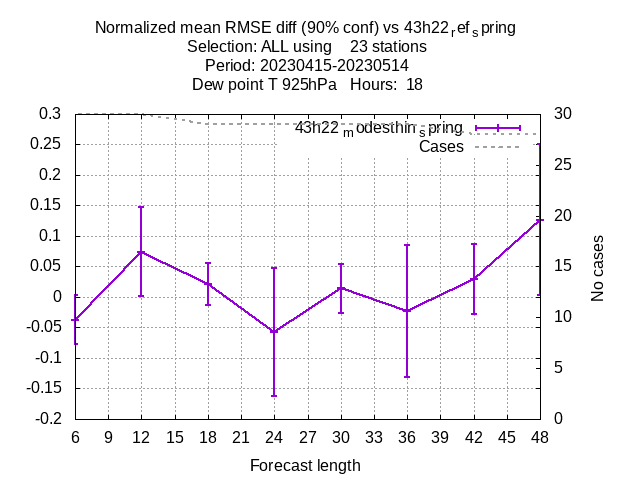 Normalized mean RMSE diff (90% conf) vs 43h22refspring
Selection: ALL using 23 stations
Period: 20230415-20230514
Dew point T 925hPa Hours: 18
43h22modesthinspring
Cases
0.3
0.25
0.2
0.15
0.1
0.05
0
-0.05
-0.1
-0.15
-0.2
30
25
20
15
10
5
0
No cases
6 9 12 15 18 21 24 27 30 33 36 39 42 45 48
Forecast length